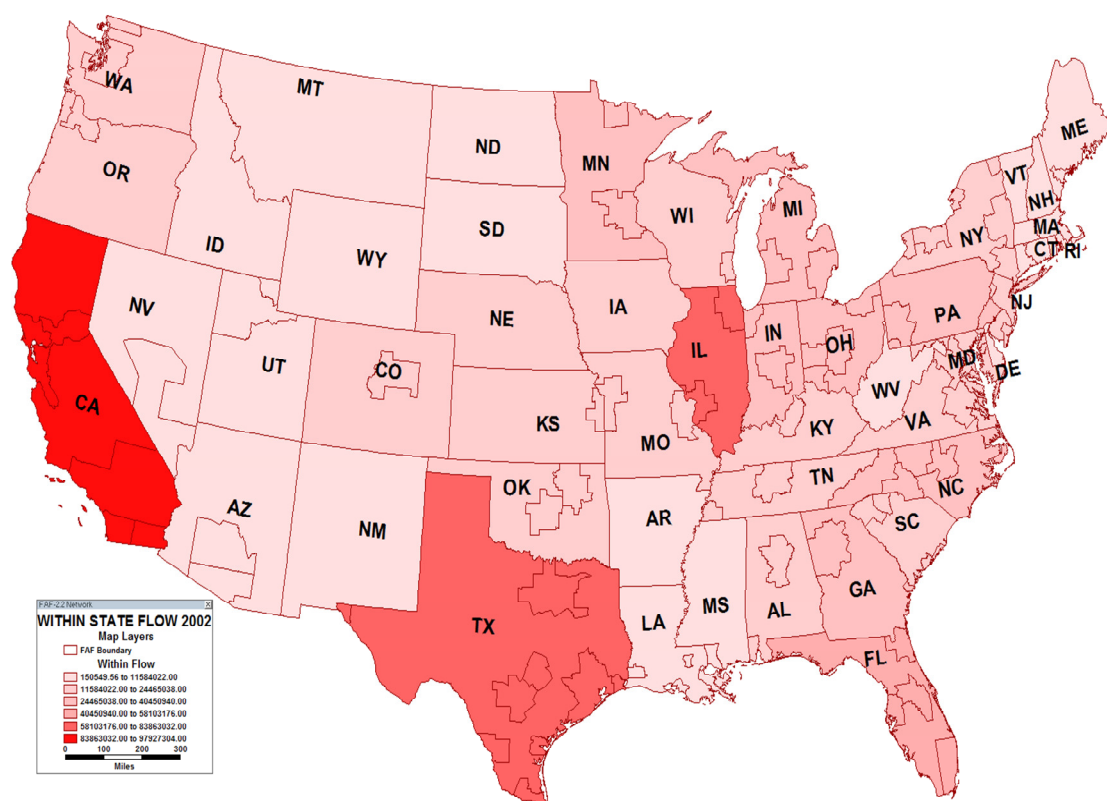 WA
MT
ND
MN
ME
OR
ID
WY
SD
WI
MI
VT
NH
NY
MA
CT
RI
NV
UT
CO
NE
IA
IL
IN
OH
PA
NJ
MD
DE
CA
KS
MO
WV
VA
KY
AZ
NM
OK
AR
TN
NC
SC
TX
LA
MS
AL
GA
FL
FAF-2.2 Network
X
WITHIN STATE FLOW 2002
Map Layers
FAF Boundary
Within Flow
150549.56 to 11584022.00
11584022.00 to 24465038.00
24465038.00 to 40450940.00
40450940.00 to 58103176.00
58103176.00 to 83863032.00
83863032.00 to 97927304.00
0 100 200 300
Miles